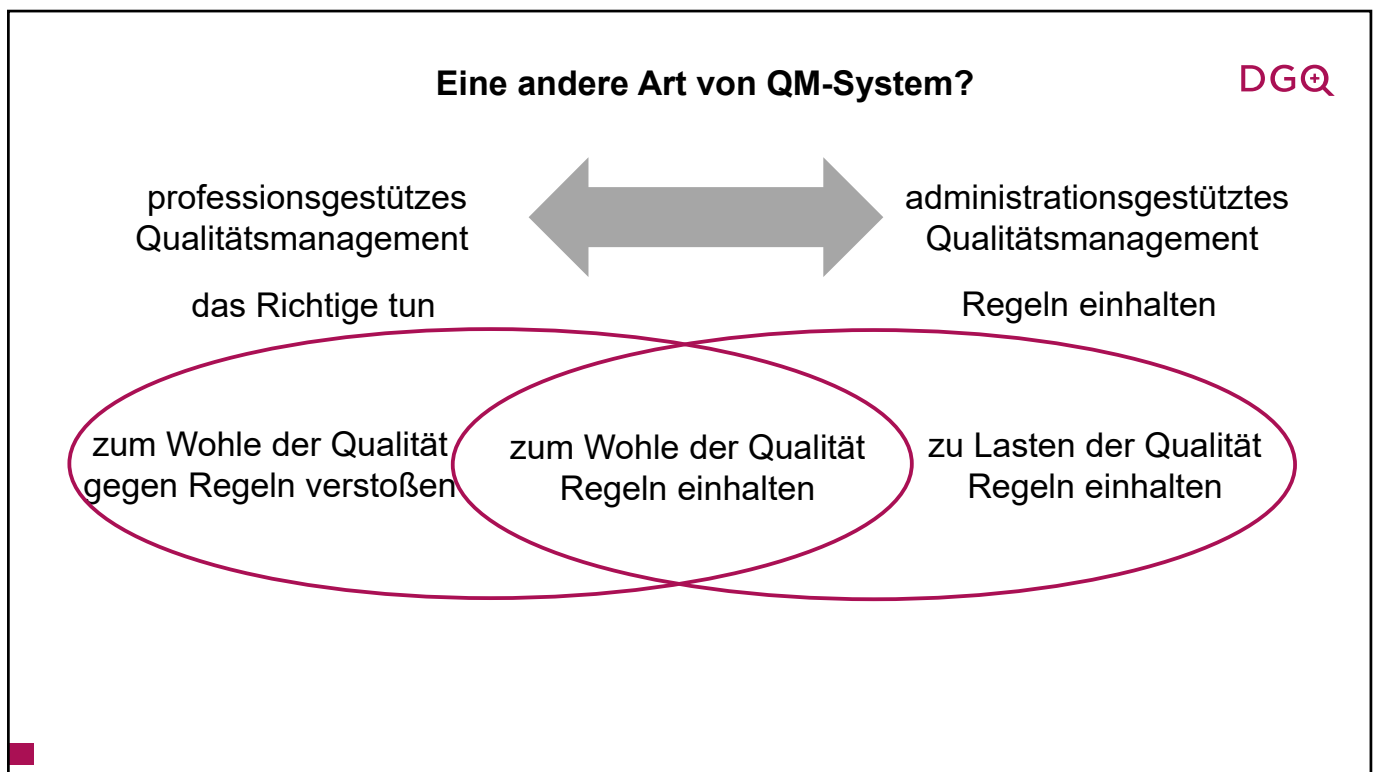 Eine andere Art von QM-System?
DGQ
professionsgestützes
Qualitätsmanagement
administrationsgestütztes
Qualitätsmanagement
das Richtige tun
Regeln einhalten
zum Wohle der Qualität
gegen Regeln verstoßen
zum Wohle der Qualität
Regeln einhalten
zu Lasten der Qualität
Regeln einhalten